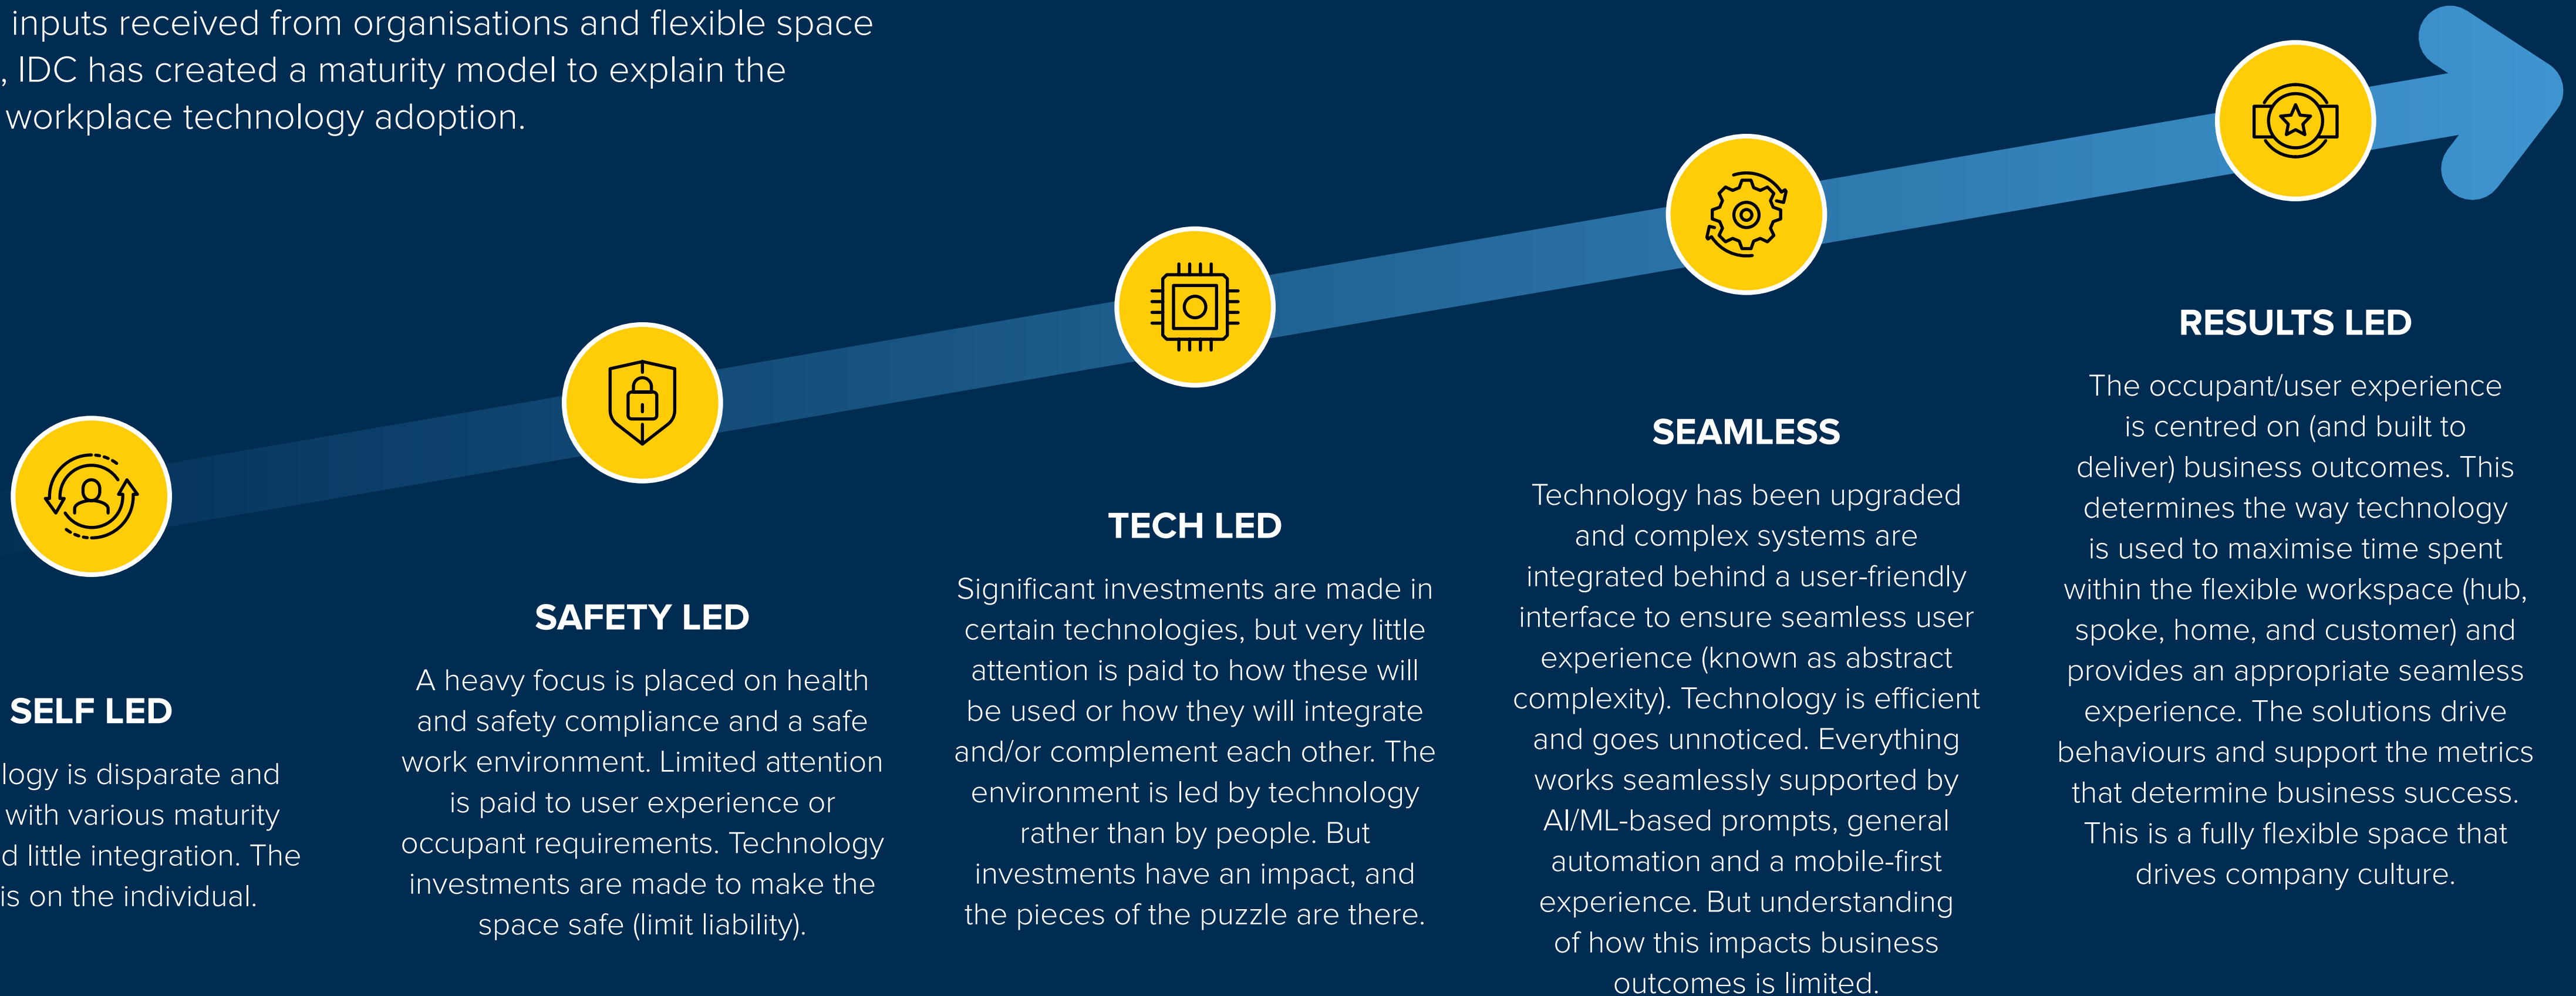 inputs received from organisations and flexible space
, IDC has created a maturity model to explain the
workplace technology adoption.
SELF LED
logy is disparate and
with various maturity
d little integration. The
is on the individual.
SAFETY LED
A heavy focus is placed on health
and safety compliance and a safe
work environment. Limited attention
is paid to user experience or
occupant requirements. Technology
investments are made to make the
space safe (limit liability).
TECH LED
Significant investments are made in
certain technologies, but very little
attention is paid to how these will
be used or how they will integrate
and/or complement each other. The
environment is led by technology
rather than by people. But
investments have an impact, and
the pieces of the puzzle are there.
SEAMLESS
Technology has been upgraded
and complex systems are
integrated behind a user-friendly
interface to ensure seamless user
experience (known as abstract
complexity). Technology is efficient
and goes unnoticed. Everything
works seamlessly supported by
AI/ML-based prompts, general
automation and a mobile-first
experience. But understanding
of how this impacts business
outcomes is limited.
RESULTS LED
The occupant/user experience
is centred on (and built to
deliver) business outcomes. This
determines the way technology
is used to maximise time spent
within the flexible workspace (hub,
spoke, home, and customer) and
provides an appropriate seamless
experience. The solutions drive
behaviours and support the metrics
that determine business success.
This is a fully flexible space that
drives company culture.